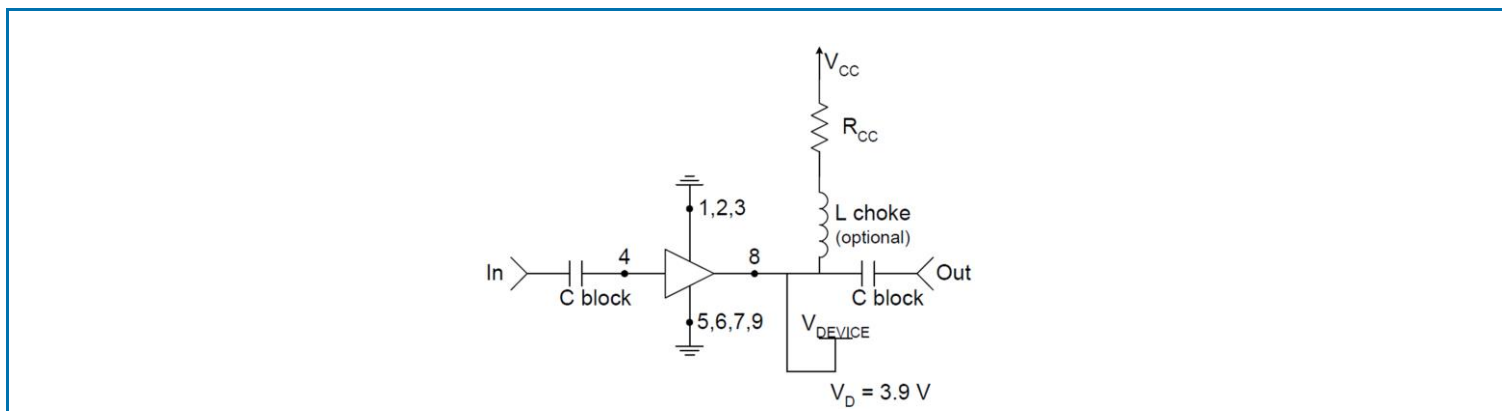 VCC
RCC
1,2,3
L choke
(optional)
4
8
In
Out
C block
C block
5,6,7,9
VDEVICE
VD = 3.9 V